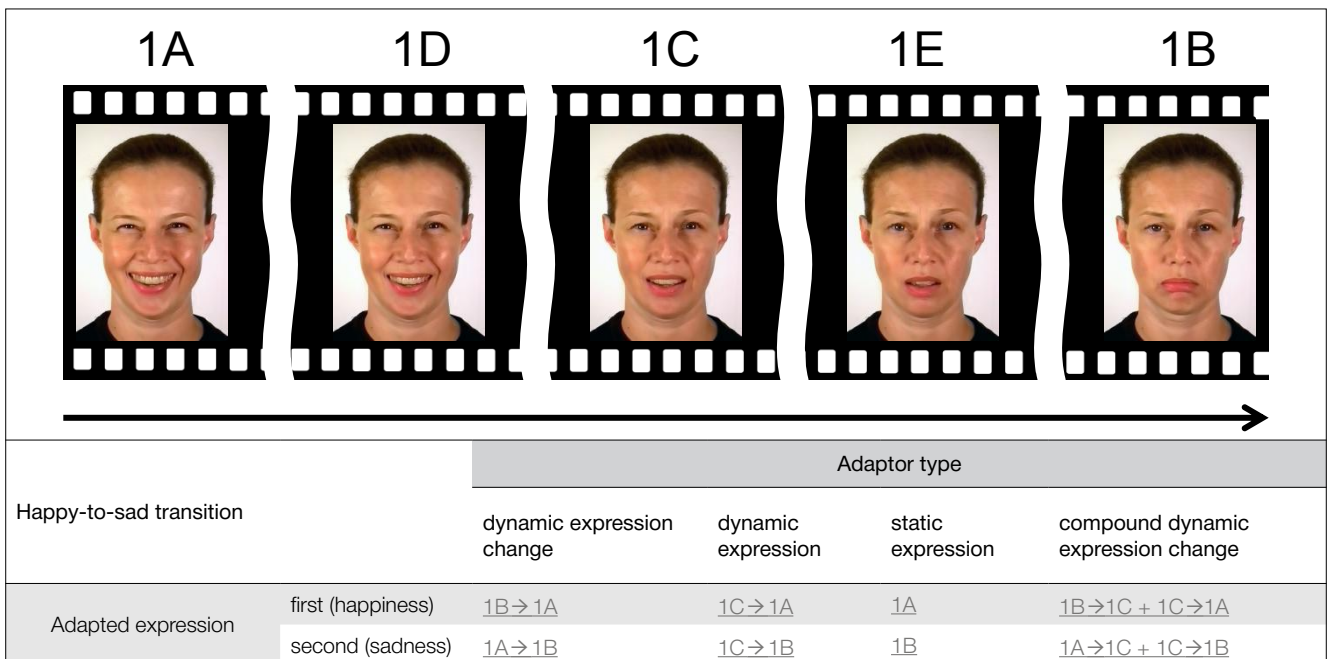 1A 1D 1C 1E 1B
Adaptor type
Happy-to-sad transition
dynamic expression change
dynamic expression
static expression
compound dynamic expression change
Adapted expression
first (happiness) 1B→1A 1C→1A 1A 1B→1C + 1C→1A
second (sadness) 1A→1B 1C→1B 1B 1A→1C + 1C→1B